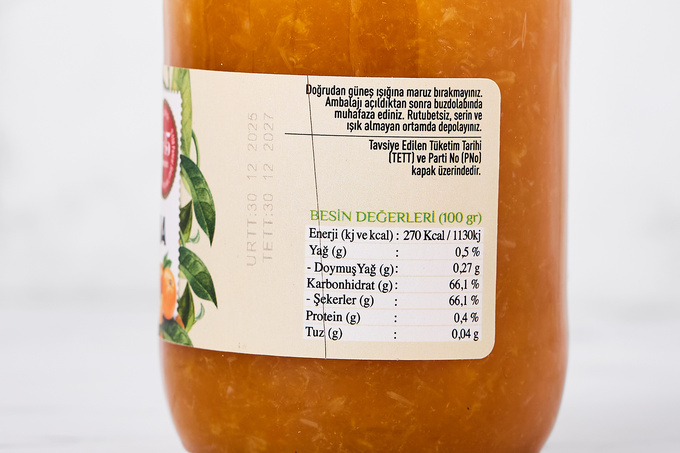 Doğrudan güneş ışığına maruz bırakmayınız.
Ambalajı açıldıktan sonra buzdolabında
muhafaza ediniz. Rutubetsiz, serin ve
ışık almayan ortamda depolayınız.
Tavsiye Edilen Tüketim Tarihi
(TETT) ve Parti No (PNo)
kapak üzerindedir.
URTT:30 12 2025
TETT:30 12 2027
BESİN DEĞERLERİ (100 gr)
Enerji (kj ve kcal) : 270 Kcal / 1130kj
Yağ (g) : 0,5 %
- Doymuş Yağ (g): 0,27 g
Karbonhidrat (g): 66,1 %
- Şekerler (g) : 66,1 %
Protein (g) : 0,4 %
Tuz (g) : 0,04 g